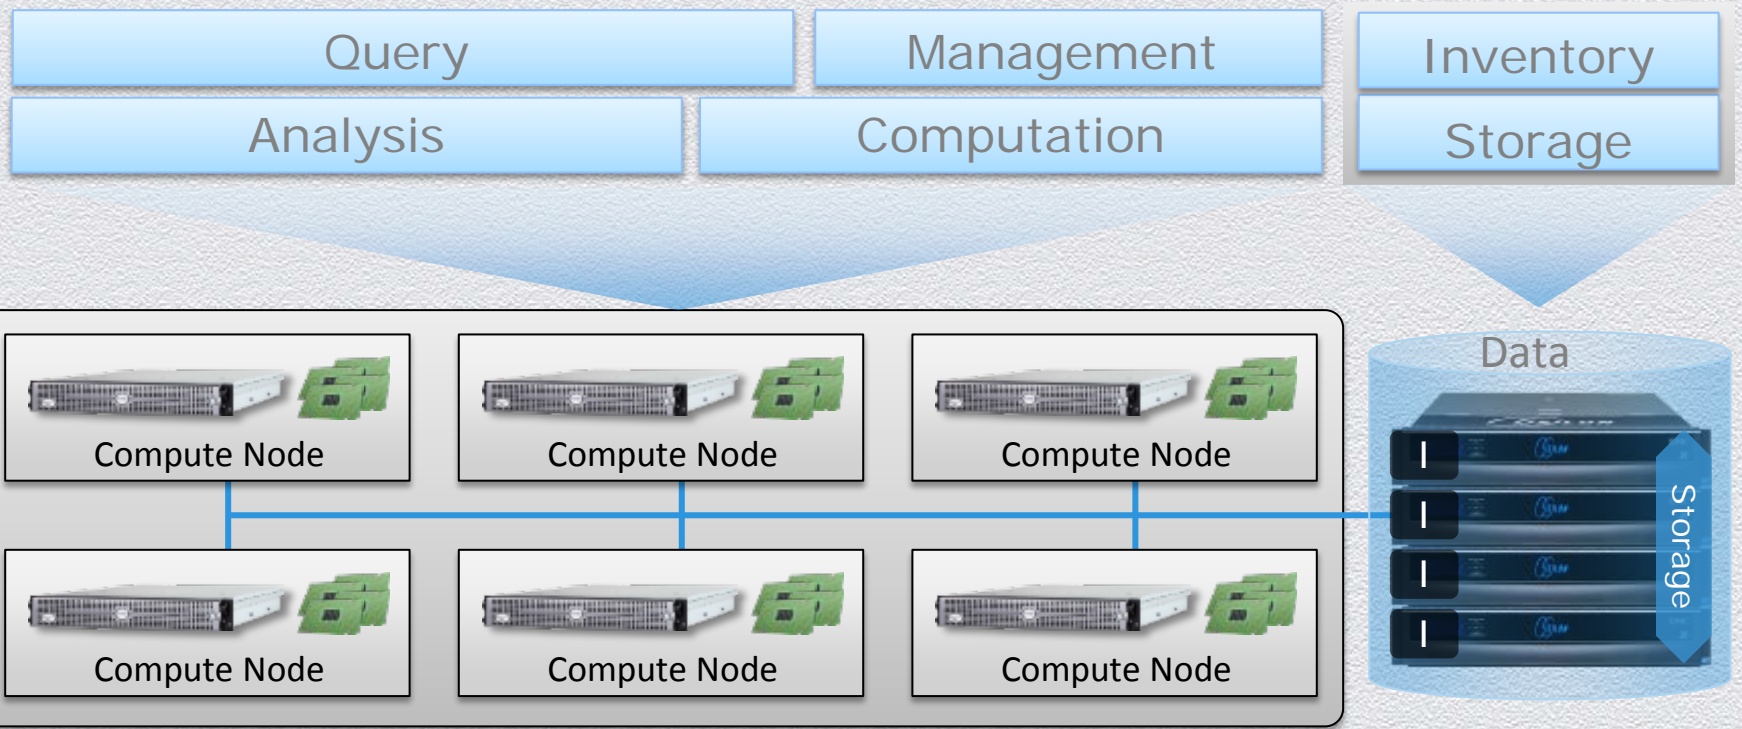 Query
Management
Inventory
Analysis
Computation
Storage
Data
Compute Node
Compute Node
Compute Node
I
I
I
I
Storage
Compute Node
Compute Node
Compute Node